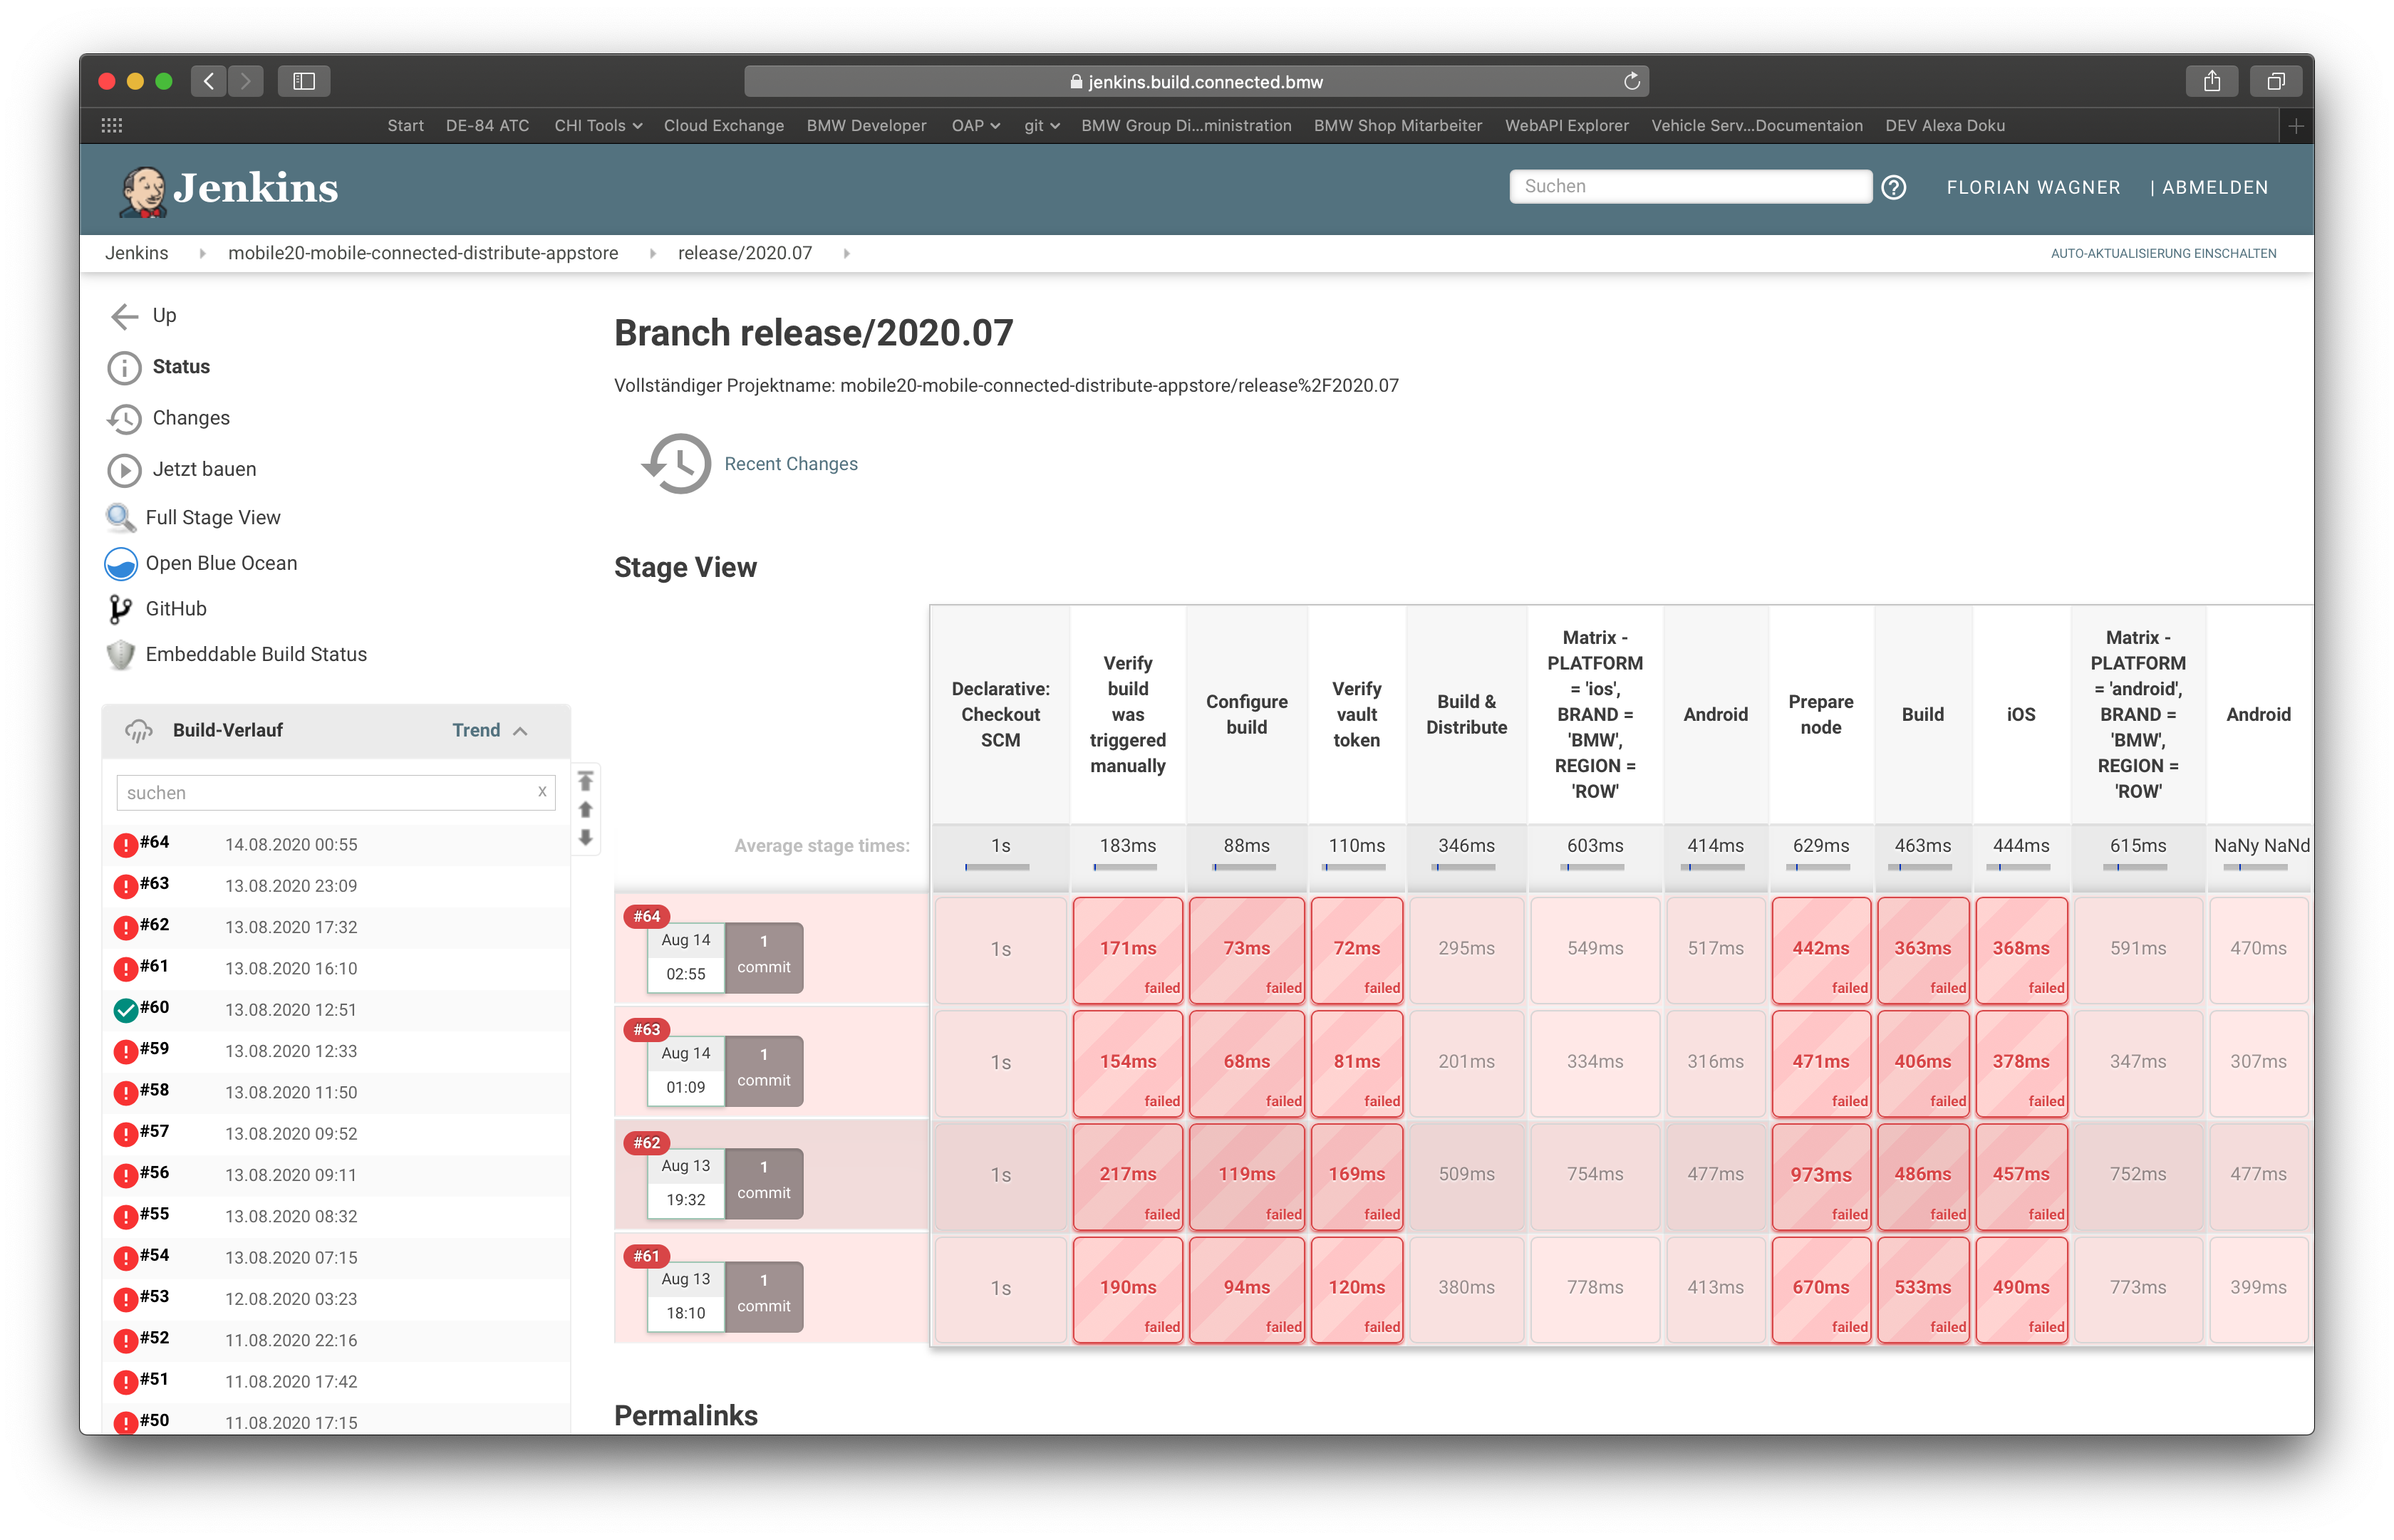 jenkins.build.connected.bmw
Start DE-84 ATC CHI Tools Cloud Exchange BMW Developer OAP git BMW Group Di...ministration BMW Shop Mitarbeiter WebAPI Explorer Vehicle Serv...Documentaion DEV Alexa Doku
Jenkins
Suchen
FLORIAN WAGNER | ABMELDEN
Jenkins mobile20-mobile-connected-distribute-appstore release/2020.07
AUTO-AKTUALISIERUNG EINSCHALTEN
Up
Status
Changes
Jetzt bauen
Full Stage View
Open Blue Ocean
GitHub
Embeddable Build Status
Build-Verlauf Trend
suchen x
#64 14.08.2020 00:55
#63 13.08.2020 23:09
#62 13.08.2020 17:32
#61 13.08.2020 16:10
#60 13.08.2020 12:51
#59 13.08.2020 12:33
#58 13.08.2020 11:50
#57 13.08.2020 09:52
#56 13.08.2020 09:11
#55 13.08.2020 08:32
#54 13.08.2020 07:15
#53 12.08.2020 03:23
#52 11.08.2020 22:16
#51 11.08.2020 17:42
#50 11.08.2020 17:15
Branch release/2020.07
Vollständiger Projektname: mobile20-mobile-connected-distribute-appstore/release%2F2020.07
Recent Changes
Stage View
Declarative:
Checkout
SCM
Verify
build
was
triggered
manually
Configure
build
Verify
vault
token
Build &
Distribute
Matrix -
PLATFORM
= 'ios',
BRAND =
'BMW',
REGION =
'ROW'
Android
Prepare
node
Build
iOS
Matrix -
PLATFORM
= 'android',
BRAND =
'BMW',
REGION =
'ROW'
Android
Average stage times: 1s 183ms 88ms 110ms 346ms 603ms 414ms 629ms 463ms 444ms 615ms NaNy NaNd
#64
Aug 14 1
02:55 commit
1s 171ms 73ms 72ms 295ms 549ms 517ms 442ms 363ms 368ms 591ms 470ms
failed failed failed failed failed failed
#63
Aug 14 1
01:09 commit
1s 154ms 68ms 81ms 201ms 334ms 316ms 471ms 406ms 378ms 347ms 307ms
failed failed failed failed failed failed
#62
Aug 13 1
19:32 commit
1s 217ms 119ms 169ms 509ms 754ms 477ms 973ms 486ms 457ms 752ms 477ms
failed failed failed failed failed failed
#61
Aug 13 1
18:10 commit
1s 190ms 94ms 120ms 380ms 778ms 413ms 670ms 533ms 490ms 773ms 399ms
failed failed failed failed failed failed
Permalinks